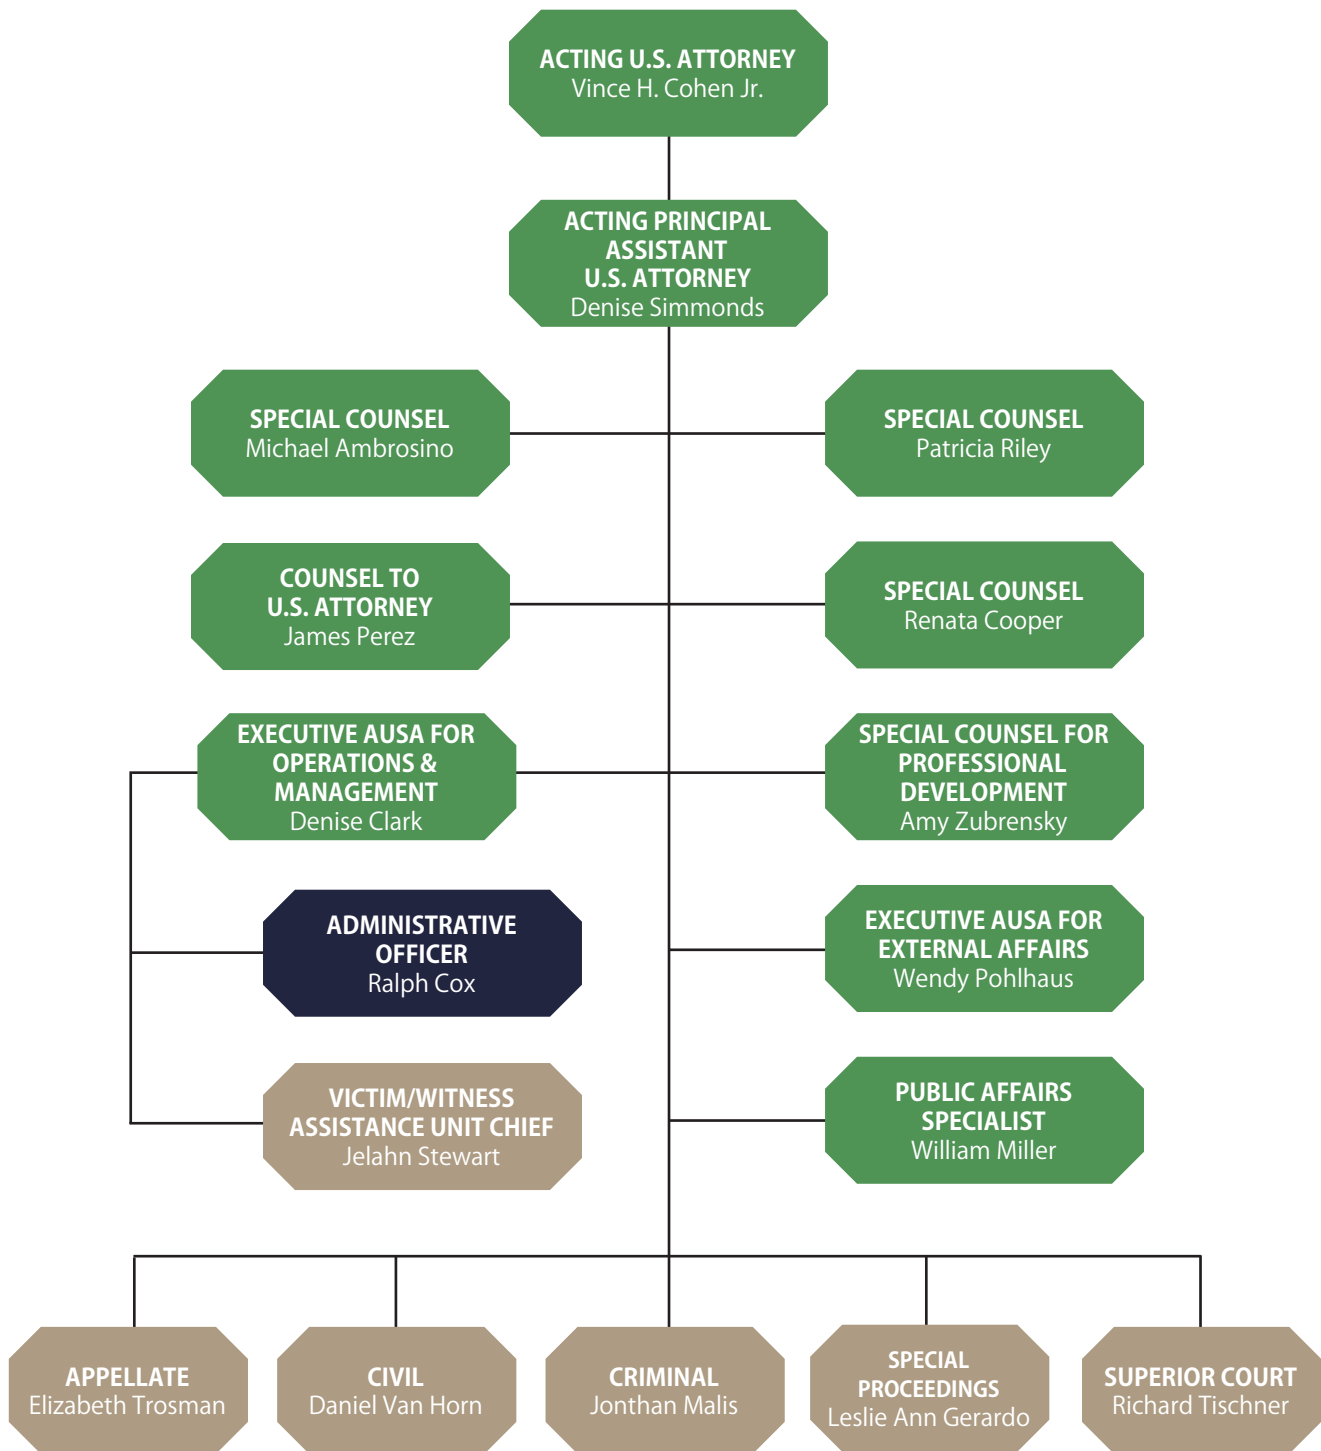 ACTING U.S. ATTORNEY
Vince H. Cohen Jr.
ACTING PRINCIPAL
ASSISTANT
U.S. ATTORNEY
Denise Simmonds
SPECIAL COUNSEL
Michael Ambrosino
SPECIAL COUNSEL
Patricia Riley
COUNSEL TO
U.S. ATTORNEY
James Perez
SPECIAL COUNSEL
Renata Cooper
EXECUTIVE AUSA FOR
OPERATIONS &
MANAGEMENT
Denise Clark
SPECIAL COUNSEL FOR
PROFESSIONAL
DEVELOPMENT
Amy Zubrensky
ADMINISTRATIVE
OFFICER
Ralph Cox
EXECUTIVE AUSA FOR
EXTERNAL AFFAIRS
Wendy Pohlhaus
VICTIM/WITNESS
ASSISTANCE UNIT CHIEF
Jelahn Stewart
PUBLIC AFFAIRS
SPECIALIST
William Miller
APPELLATE
Elizabeth Trosman
CIVIL
Daniel Van Horn
CRIMINAL
Jonthan Malis
SPECIAL
PROCEEDINGS
Leslie Ann Gerardo
SUPERIOR COURT
Richard Tischner